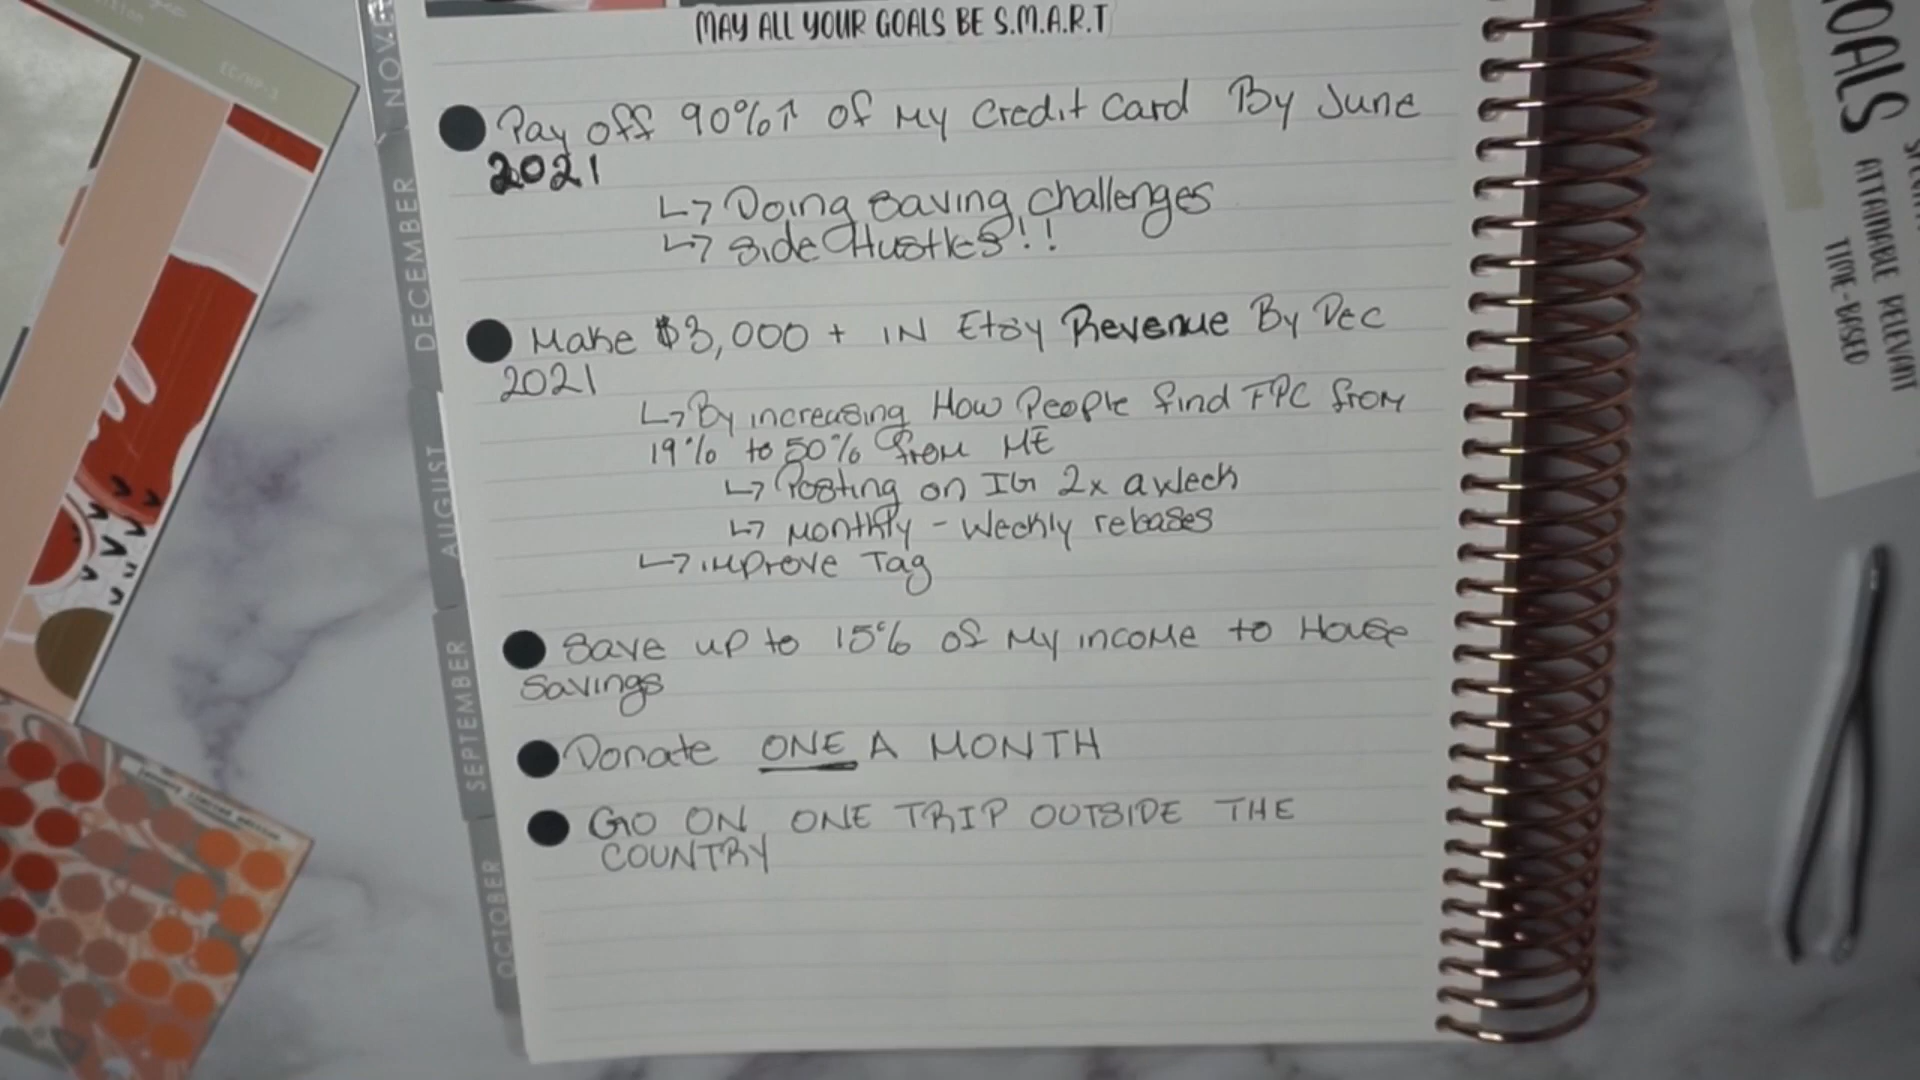 MAY ALL YOUR GOALS BE S.M.A.R.T
Pay off 90%↑ of My Credit Card By June
2021
↳ Doing Saving Challenges
↳ Side Hustles!!
Make $3,000 + IN Etsy Revenue By Dec
2021
↳ By increasing How People find FPC from
19% to 50% from ME
↳ Posting on IG 2x a week
↳ Monthly - Weekly rebases
↳ improve Tag
Save up to 15% of My income to House
Savings
Donate ONE A MONTH
GO ON ONE TRIP OUTSIDE THE
COUNTRY
NOVE
DECEMBER
AUGUST
SEPTEMBER
OCTOBER
OALS
ATTAINABLE RELEVANT
TIME-BASED